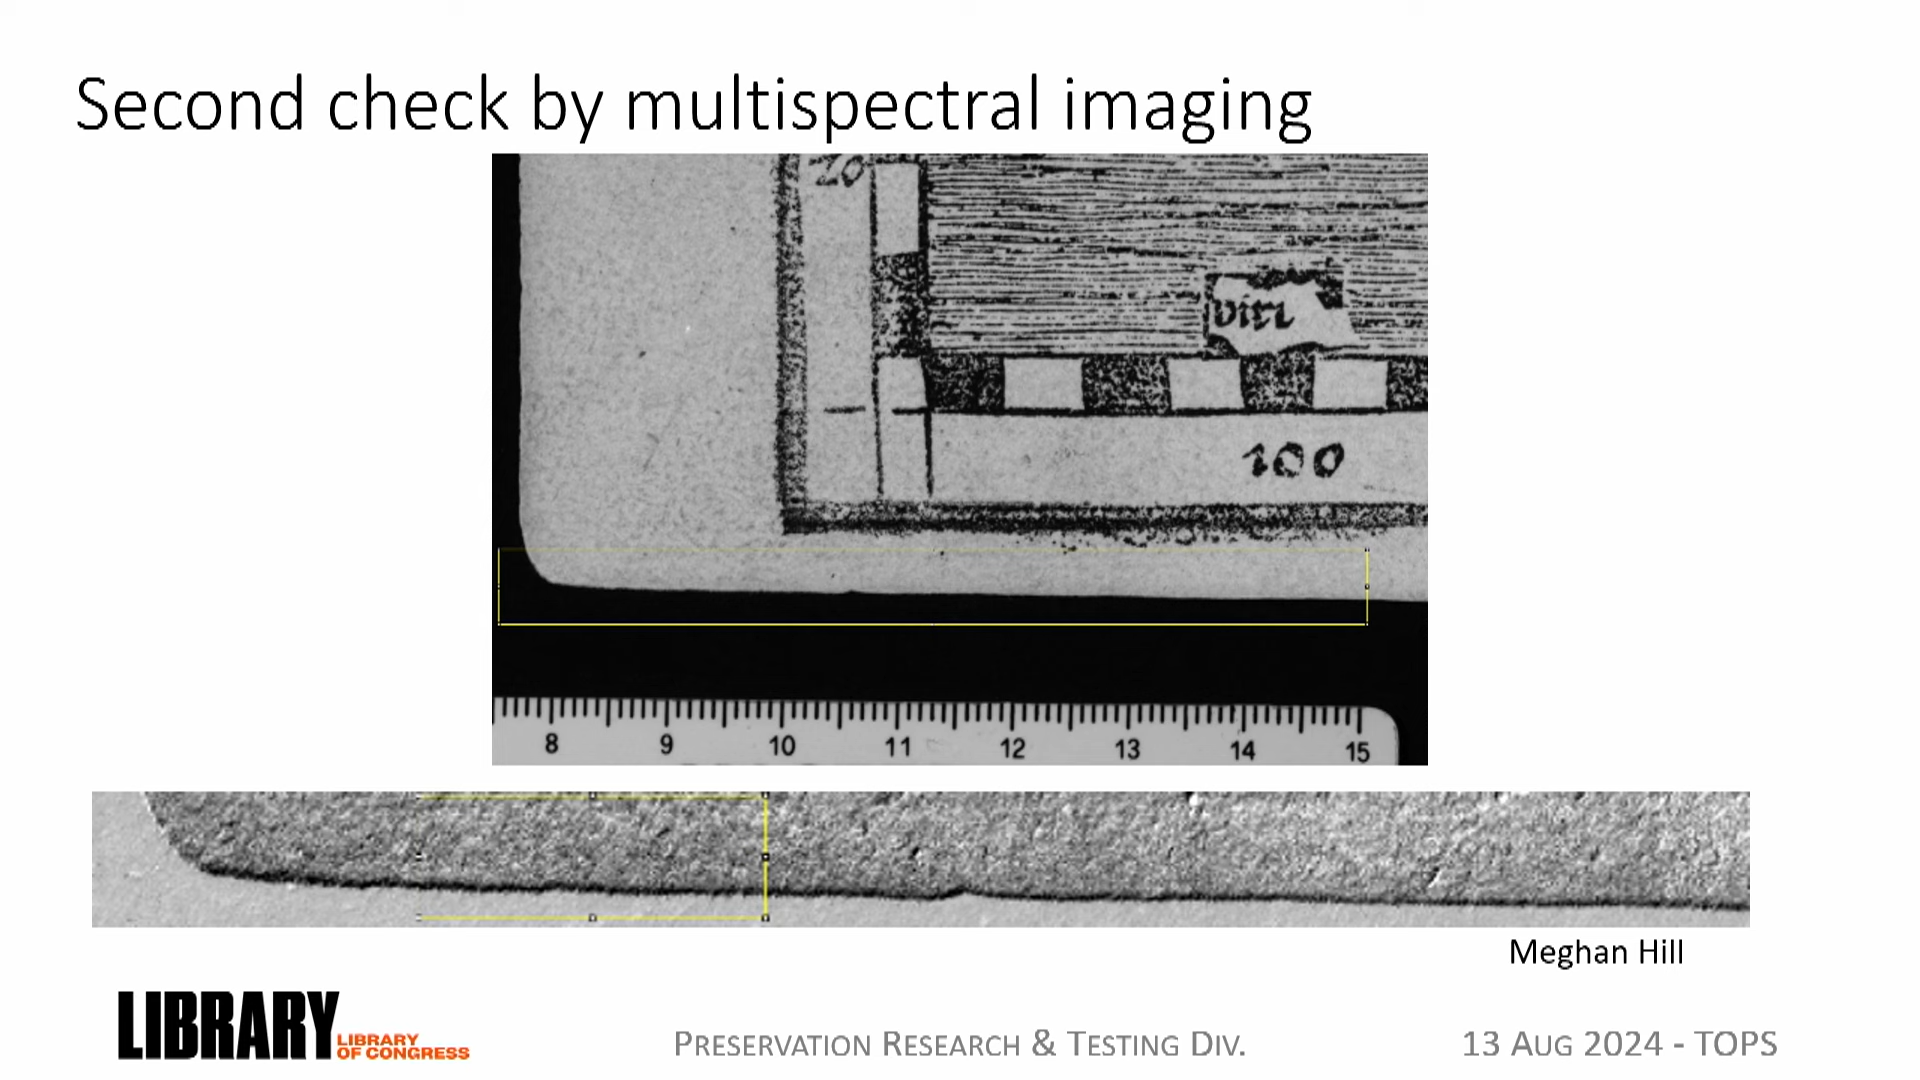 Second check by multispectral imaging
20
viti
100
8 9 10 11 12 13 14 15
Meghan Hill
LIBRARY
LIBRARY
OF CONGRESS
PRESERVATION RESEARCH & TESTING DIV.
13 AUG 2024 - TOPS